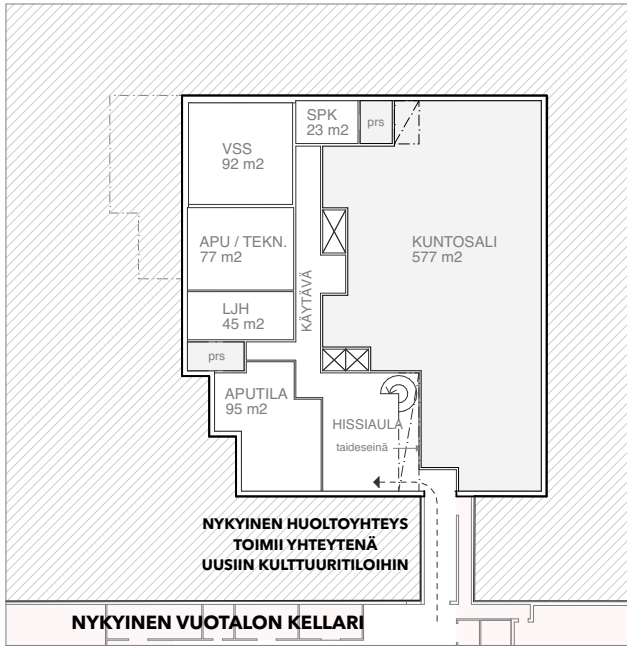 SPK
23 m2
prs
VSS
92 m2
APU / TEKN.
77 m2
KUNTOSALI
577 m2
KÄYTÄVÄ
LJH
45 m2
prs
APUTILA
95 m2
HISSIAULA
taideseinä
NYKYINEN HUOLTOYHTEYS
TOIMII YHTEYTENÄ
UUSIIN KULTTUURITILOIHIN
NYKYINEN VUOTALON KELLARI